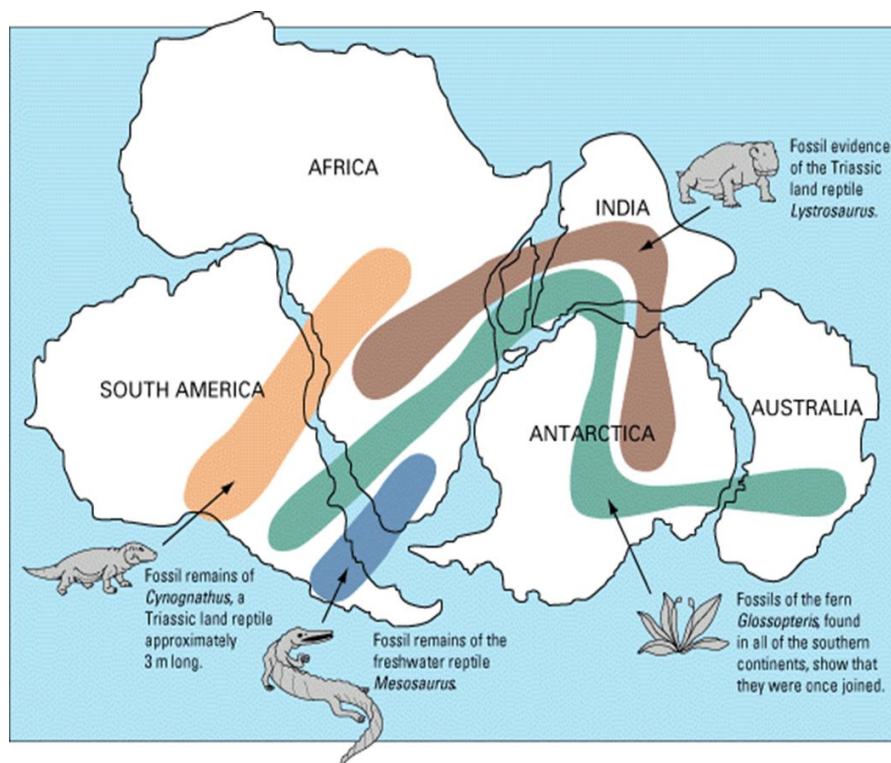 AFRICA
INDIA
SOUTH AMERICA
ANTARCTICA
AUSTRALIA
Fossil evidence
of the Triassic
land reptile
Lystrosaurus.
Fossil remains of
Cynognathus, a
Triassic land reptile
approximately
3 m long.
Fossil remains of the
freshwater reptile
Mesosaurus.
Fossils of the fern
Glossopteris, found
in all of the southern
continents, show that
they were once joined.